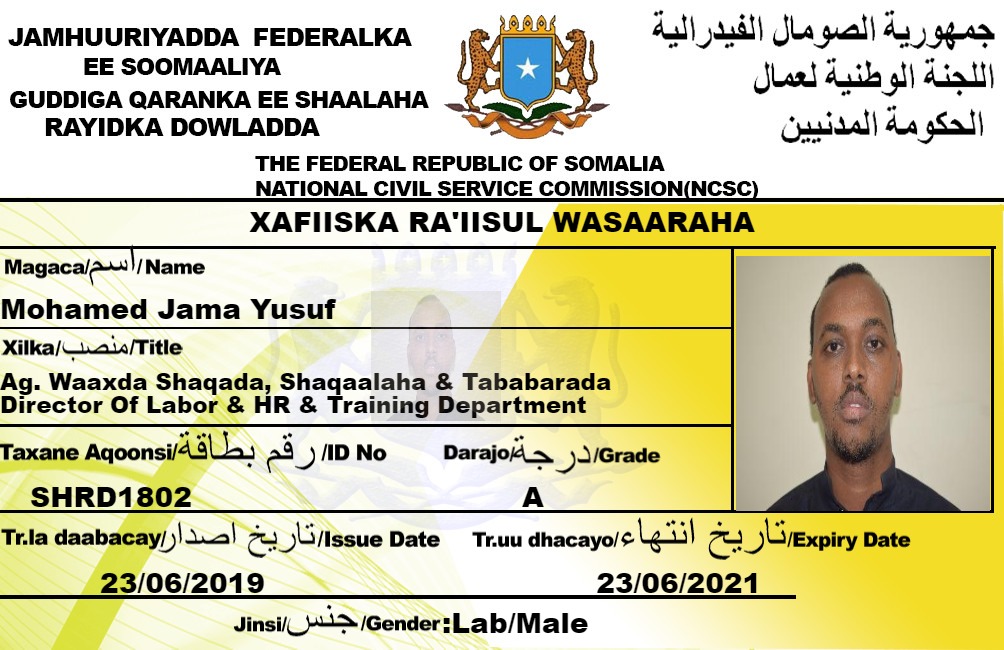 JAMHUURIYADDA FEDERALKA
EE SOOMAALIYA
GUDDIGA QARANKA EE SHAALAHA
RAYIDKA DOWLADDA
جمهورية الصومال الفيدرالية
اللجنة الوطنية لعمال
الحكومة المدنيين
THE FEDERAL REPUBLIC OF SOMALIA
NATIONAL CIVIL SERVICE COMMISSION(NCSC)
XAFIISKA RA'IISUL WASAARAHA
Magaca/اسم/Name
Mohamed Jama Yusuf
Xilka/منصب/Title
Ag. Waaxda Shaqada, Shaqaalaha & Tababarada
Director Of Labor & HR & Training Department
Taxane Aqoonsi/رقم بطاقة/ID No
Darajo/درجة/Grade
SHRD1802
A
Tr.la daabacay/تاريخ اصدار/Issue Date
Tr.uu dhacayo/تاريخ انتهاء/Expiry Date
23/06/2019
23/06/2021
Jinsi/جنس/Gender:Lab/Male